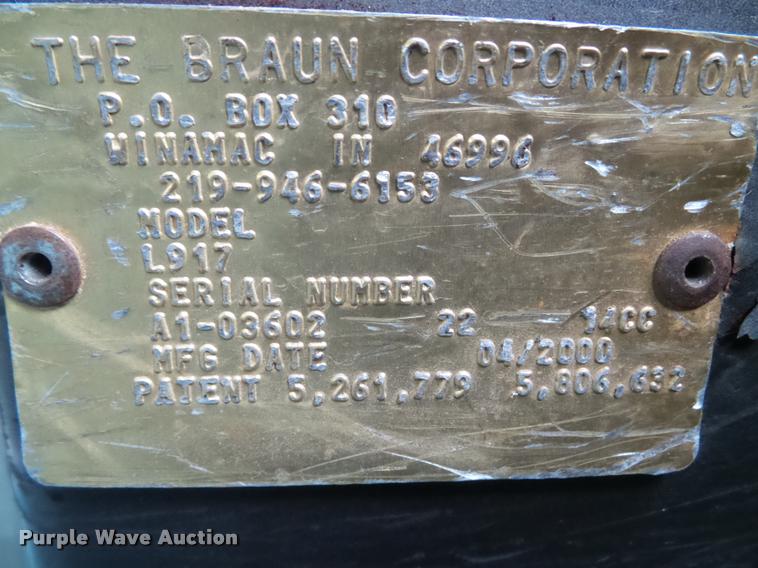 THE BRAUN CORPORATION
P.O. BOX 310
WINAMAC IN 46996
219-946-6153
MODEL
L917
SERIAL NUMBER
A1-03602 22 14CC
MFG DATE 04/2000
PATENT 5,261,779 5,806,632
Purple Wave Auction